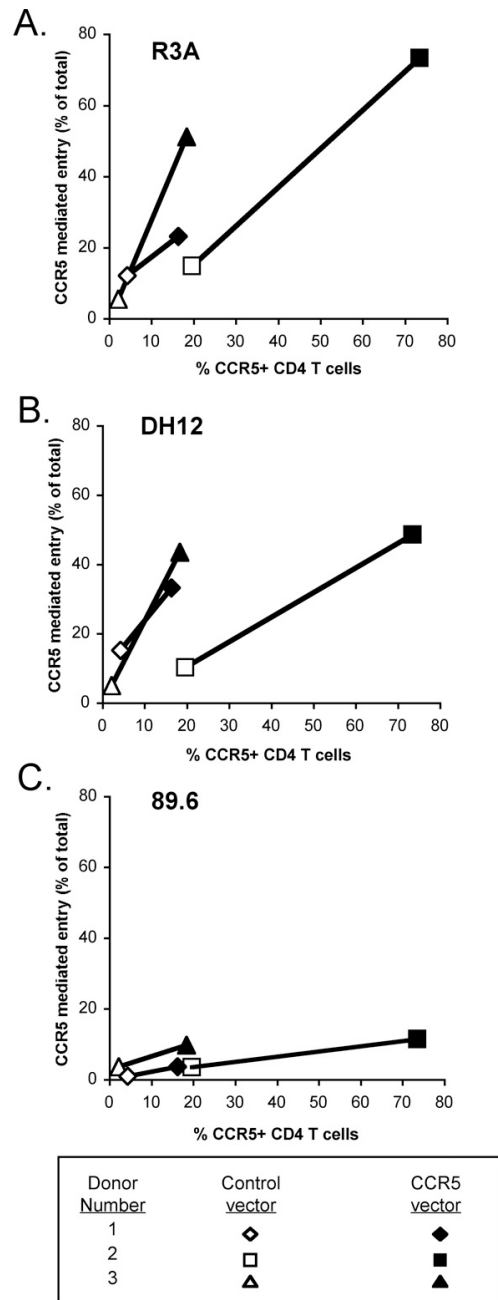 A.
R3A
CCR5 mediated entry (% of total)
80
60
40
20
0
0 10 20 30 40 50 60 70 80
% CCR5+ CD4 T cells
B.
DH12
CCR5 mediated entry (% of total)
80
60
40
20
0
0 10 20 30 40 50 60 70 80
% CCR5+ CD4 T cells
C.
89.6
CCR5 mediated entry (% of total)
80
60
40
20
0
0 10 20 30 40 50 60 70 80
% CCR5+ CD4 T cells
Donor Control CCR5
Number vector vector
1
2
3